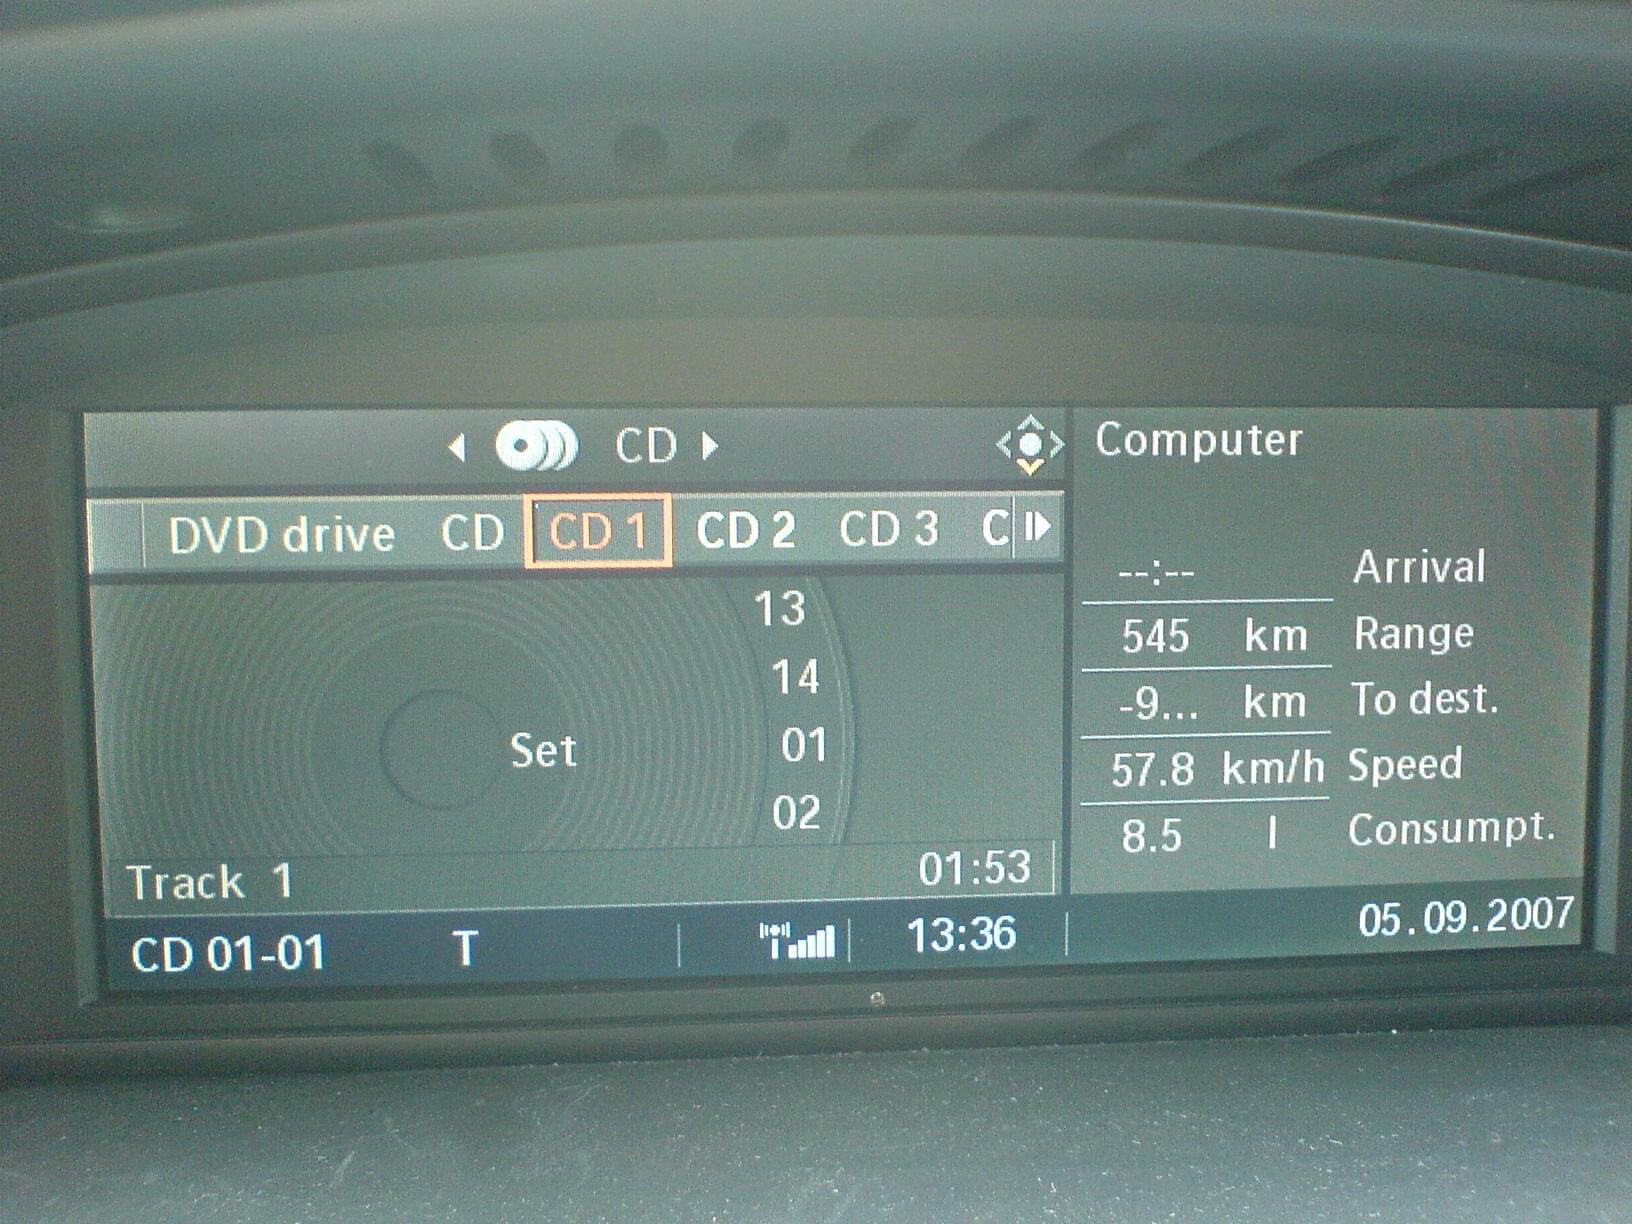 CD
DVD drive CD CD 1 CD 2 CD 3 C
13
14
Set 01
02
Track 1 01:53
CD 01-01 T 13:36
Computer
--:-- Arrival
545 km Range
-9... km To dest.
57.8 km/h Speed
8.5 l Consumpt.
05.09.2007